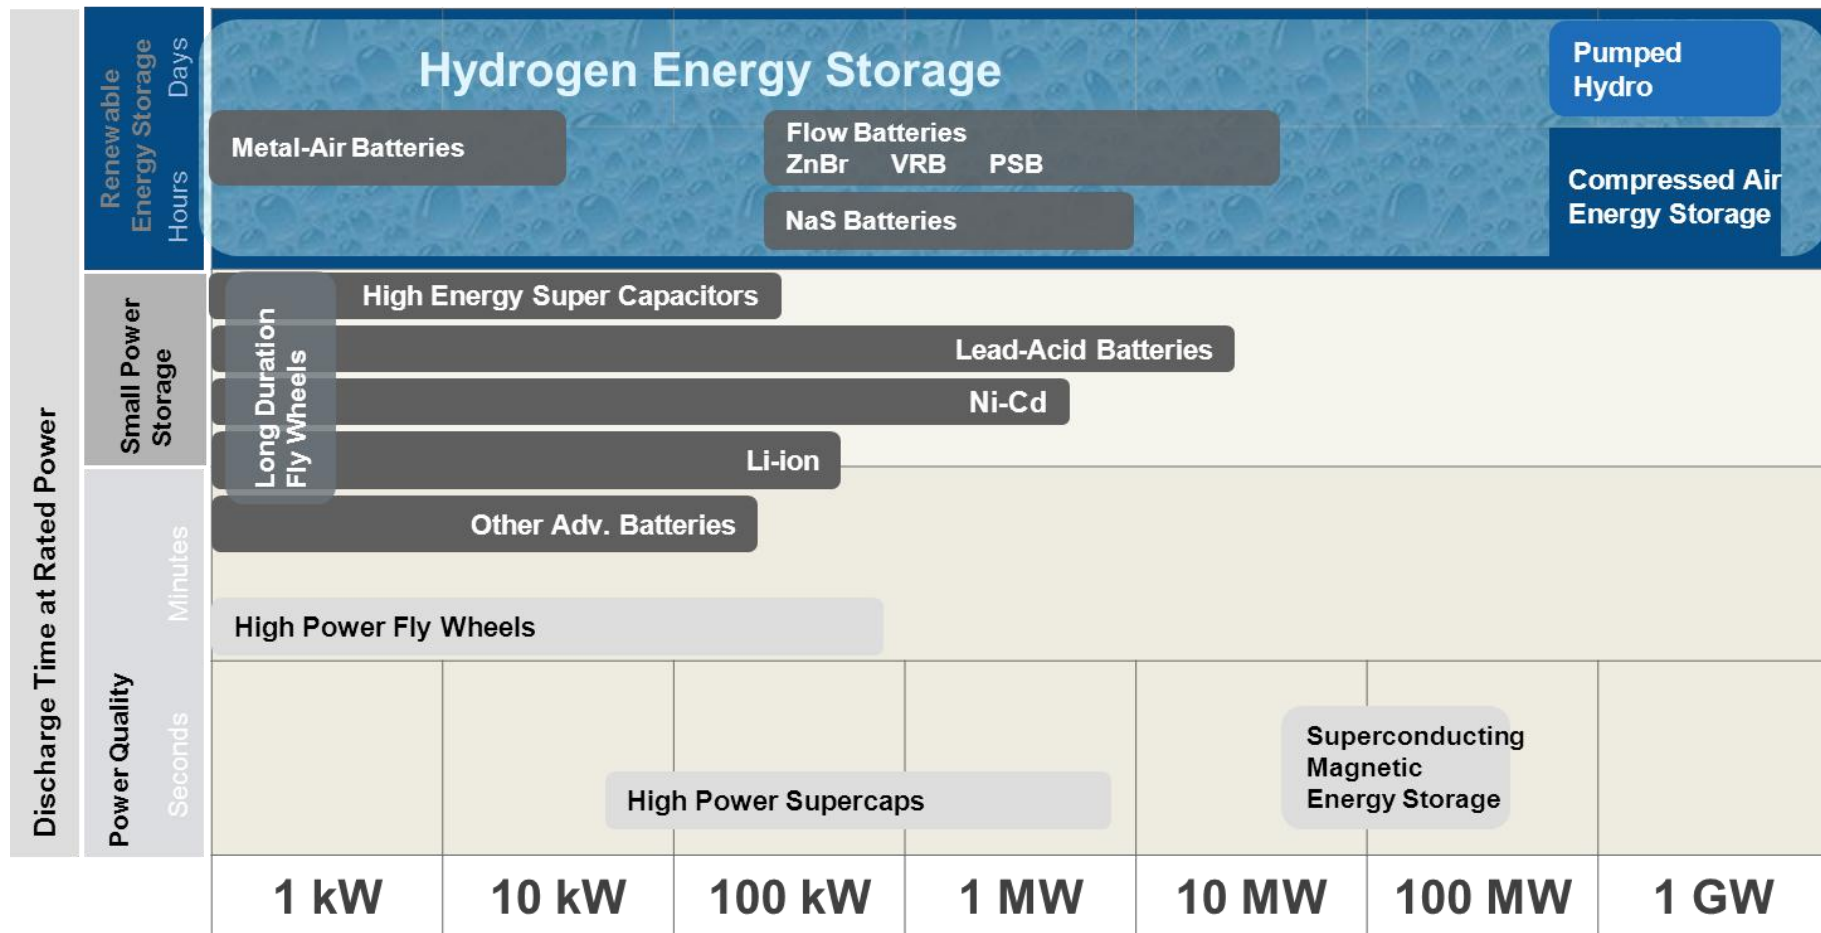 Discharge Time at Rated Power
Renewable
Energy Storage
Days
Hours
Hydrogen Energy Storage
Pumped
Hydro
Metal-Air Batteries
Flow Batteries
ZnBr VRB PSB
NaS Batteries
Compressed Air
Energy Storage
Small Power
Storage
Long Duration
Fly Wheels
High Energy Super Capacitors
Lead-Acid Batteries
Ni-Cd
Li-ion
Other Adv. Batteries
Power Quality
Minutes
Seconds
High Power Fly Wheels
High Power Supercaps
Superconducting
Magnetic
Energy Storage
1 kW 10 kW 100 kW 1 MW 10 MW 100 MW 1 GW